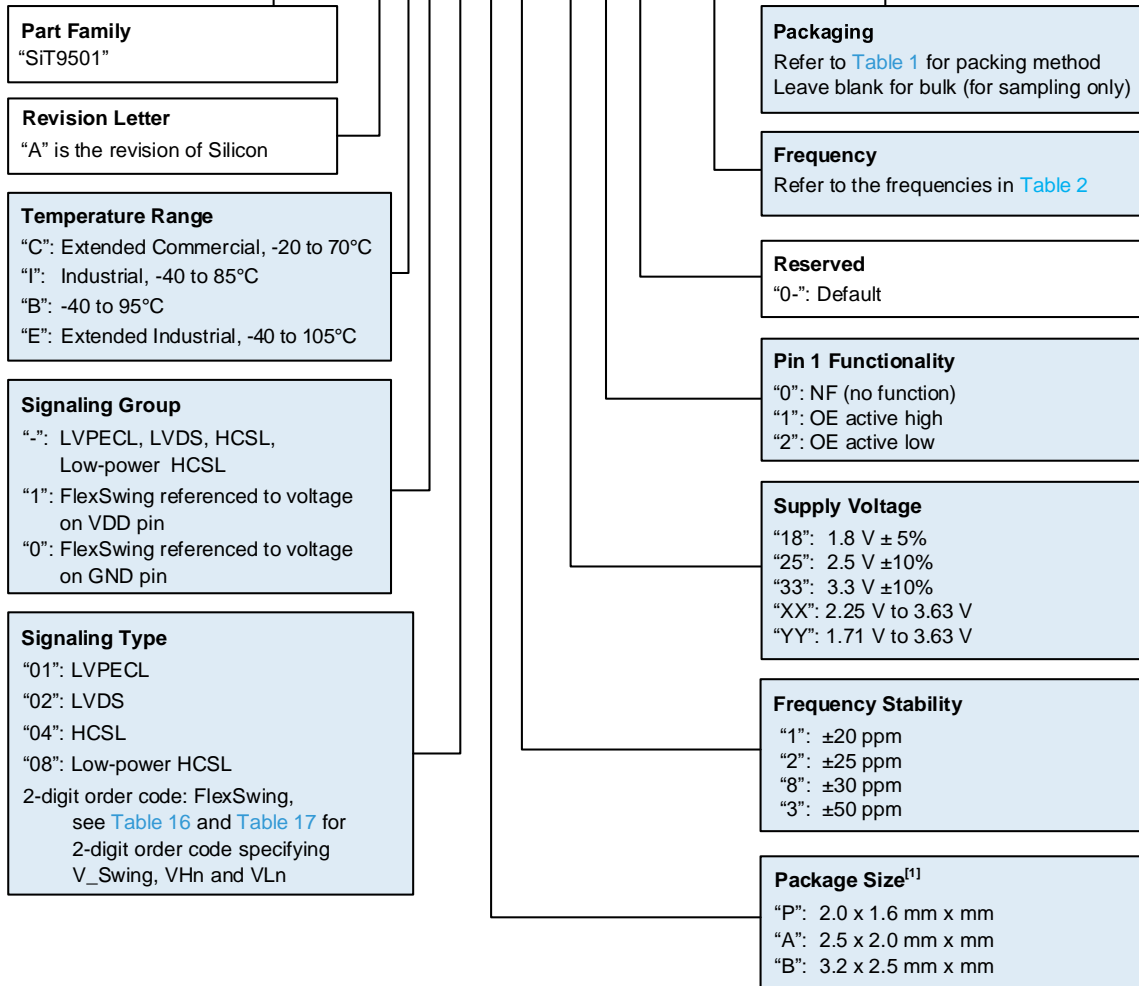 Part Family
“SiT9501”
Revision Letter
“A” is the revision of Silicon
Temperature Range
“C”: Extended Commercial, -20 to 70°C
“I”: Industrial, -40 to 85°C
“B”: -40 to 95°C
“E”: Extended Industrial, -40 to 105°C
Signaling Group
“-”: LVPECL, LVDS, HCSL,
Low-power HCSL
“1”: FlexSwing referenced to voltage
on VDD pin
“0”: FlexSwing referenced to voltage
on GND pin
Signaling Type
“01”: LVPECL
“02”: LVDS
“04”: HCSL
“08”: Low-power HCSL
2-digit order code: FlexSwing,
see Table 16 and Table 17 for
2-digit order code specifying
V_Swing, VHn and VLn
Packaging
Refer to Table 1 for packing method
Leave blank for bulk (for sampling only)
Frequency
Refer to the frequencies in Table 2
Reserved
“0-”: Default
Pin 1 Functionality
“0”: NF (no function)
“1”: OE active high
“2”: OE active low
Supply Voltage
“18”: 1.8 V ± 5%
“25”: 2.5 V ±10%
“33”: 3.3 V ±10%
“XX”: 2.25 V to 3.63 V
“YY”: 1.71 V to 3.63 V
Frequency Stability
“1”: ±20 ppm
“2”: ±25 ppm
“8”: ±30 ppm
“3”: ±50 ppm
Package Size[1]
“P”: 2.0 x 1.6 mm x mm
“A”: 2.5 x 2.0 mm x mm
“B”: 3.2 x 2.5 mm x mm